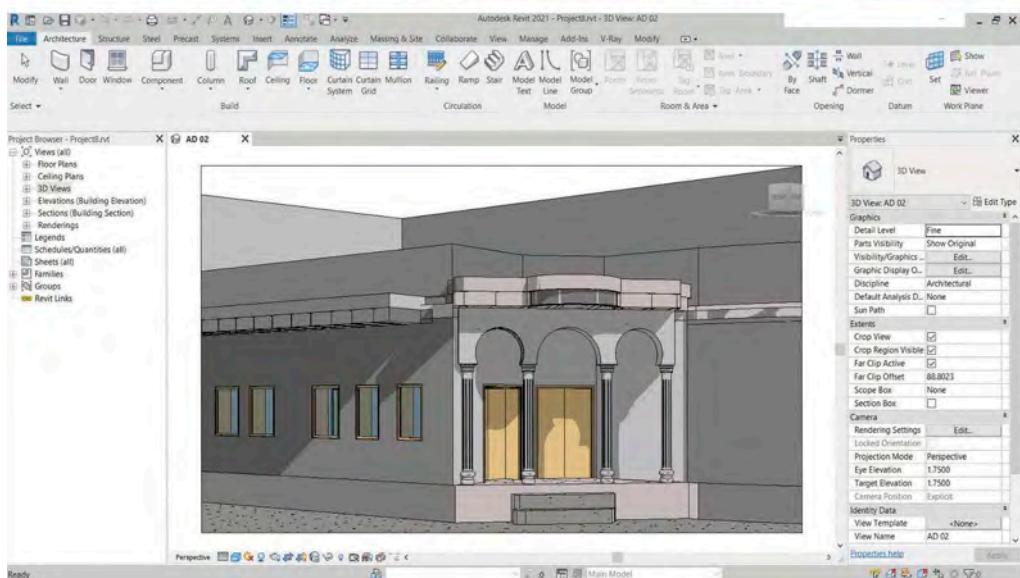 Autodesk Revit 2021 - Project8.rvt - 3D View: AD 02
File Architecture Structure Steel Precast Systems Insert Annotate Analyze Massing & Site Collaborate View Manage Add-Ins V-Ray Modify
Modify Wall Door Window Component Column Roof Ceiling Floor Curtain System Curtain Grid Mullion Railing Ramp Stair Model Text Model Line Model Group By Face Shaft Wall Vertical Dormer Set Show Viewer
Select Build Circulation Model Room & Area Opening Datum Work Plane
Project Browser - Project8.rvt
Views (all)
Floor Plans
Ceiling Plans
3D Views
Elevations (Building Elevation)
Sections (Building Section)
Renderings
Legends
Schedules/Quantities (all)
Sheets (all)
Families
Groups
Revit Links
AD 02
Properties
3D View
3D View: AD 02 Edit Type
Graphics
Detail Level Fine
Parts Visibility Show Original
Visibility/Graphics ... Edit...
Graphic Display O... Edit...
Discipline Architectural
Default Analysis D... None
Sun Path
Extents
Crop View
Crop Region Visible
Far Clip Active
Far Clip Offset 88.8023
Scope Box None
Section Box
Camera
Rendering Settings Edit...
Locked Orientation
Projection Mode Perspective
Eye Elevation 1.7500
Target Elevation 1.7500
Camera Position Explicit
Identity Data
View Template <None>
View Name AD 02
Properties help Apply
Perspective
Ready
Main Model